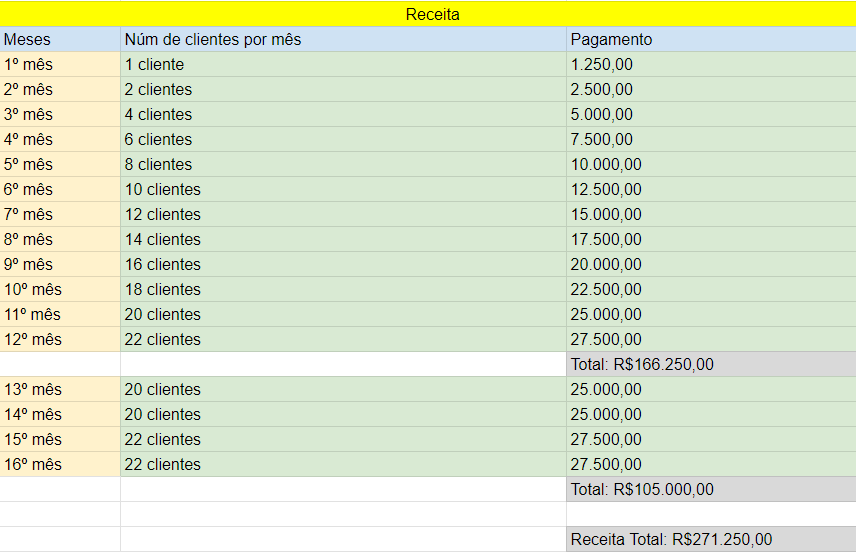 Receita
Meses Núm de clientes por mês Pagamento
1º mês 1 cliente 1.250,00
2º mês 2 clientes 2.500,00
3º mês 4 clientes 5.000,00
4º mês 6 clientes 7.500,00
5º mês 8 clientes 10.000,00
6º mês 10 clientes 12.500,00
7º mês 12 clientes 15.000,00
8º mês 14 clientes 17.500,00
9º mês 16 clientes 20.000,00
10º mês 18 clientes 22.500,00
11º mês 20 clientes 25.000,00
12º mês 22 clientes 27.500,00
Total: R$166.250,00
13º mês 20 clientes 25.000,00
14º mês 20 clientes 25.000,00
15º mês 22 clientes 27.500,00
16º mês 22 clientes 27.500,00
Total: R$105.000,00
Receita Total: R$271.250,00